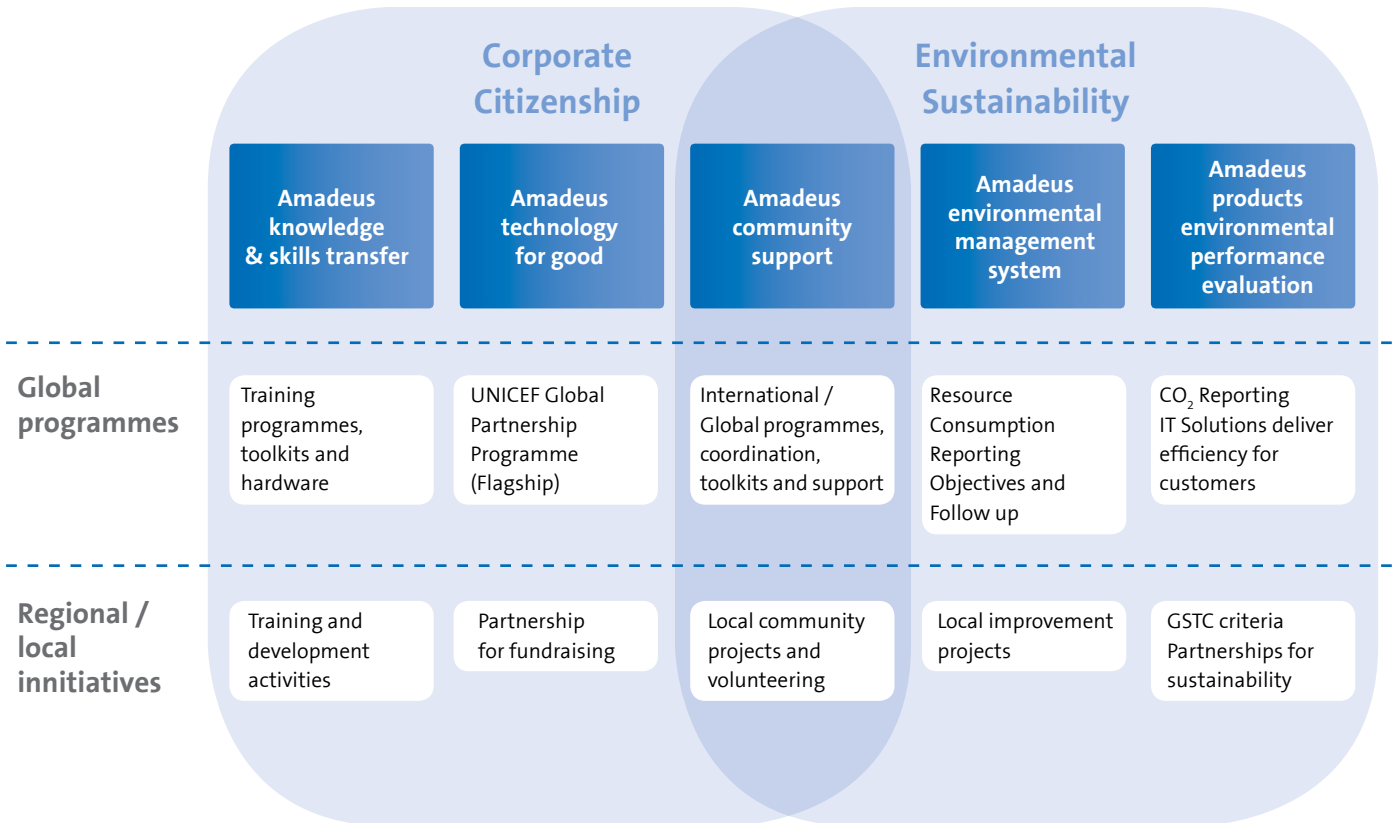 Corporate
Citizenship
Environmental
Sustainability
Amadeus
knowledge
& skills transfer
Amadeus
technology
for good
Amadeus
community
support
Amadeus
environmental
management
system
Amadeus
products
environmental
performance
evaluation
Global
programmes
Training
programmes,
toolkits and
hardware
UNICEF Global
Partnership
Programme
(Flagship)
International /
Global programmes,
coordination,
toolkits and support
Resource
Consumption
Reporting
Objectives and
Follow up
CO₂ Reporting
IT Solutions deliver
efficiency for
customers
Regional /
local
innitiatives
Training and
development
activities
Partnership
for fundraising
Local community
projects and
volunteering
Local improvement
projects
GSTC criteria
Partnerships for
sustainability